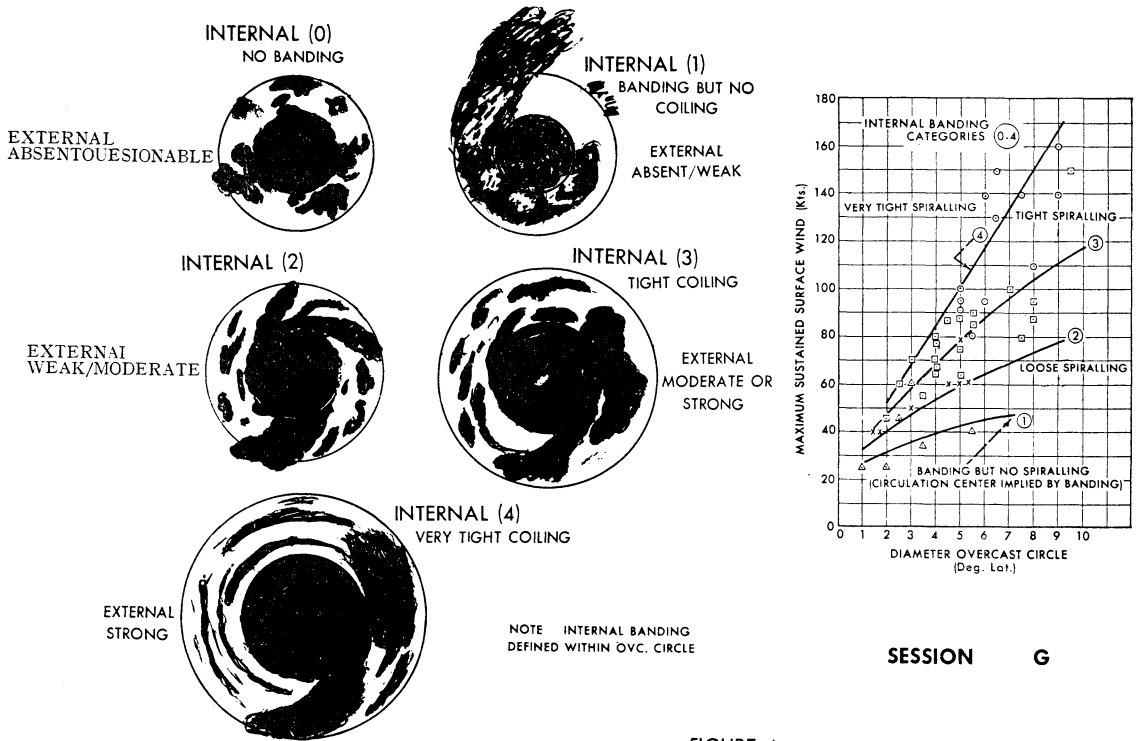 INTERNAL (0)
NO BANDING
EXTERNAL
ABSENTOUESIONABLE
INTERNAL (1)
BANDING BUT NO
COILING
EXTERNAL
ABSENT/WEAK
INTERNAL (2)
EXTERNAI
WEAK/MODERATE
INTERNAL (3)
TIGHT COILING
EXTERNAL
MODERATE OR
STRONG
INTERNAL (4)
VERY TIGHT COILING
EXTERNAL
STRONG
NOTE INTERNAL BANDING
DEFINED WITHIN OVC. CIRCLE
MAXIMUM SUSTAINED SURFACE WIND (Kts.)
180
160
140
120
100
80
60
40
20
0
INTERNAL BANDING
CATEGORIES 0-4
VERY TIGHT SPIRALLING
TIGHT SPIRALLING
4
3
2
LOOSE SPIRALLING
1
BANDING BUT NO SPIRALLING
(CIRCULATION CENTER IMPLIED BY BANDING)
0 1 2 3 4 5 6 7 8 9 10
DIAMETER OVERCAST CIRCLE
(Deg. Lat.)
SESSION G